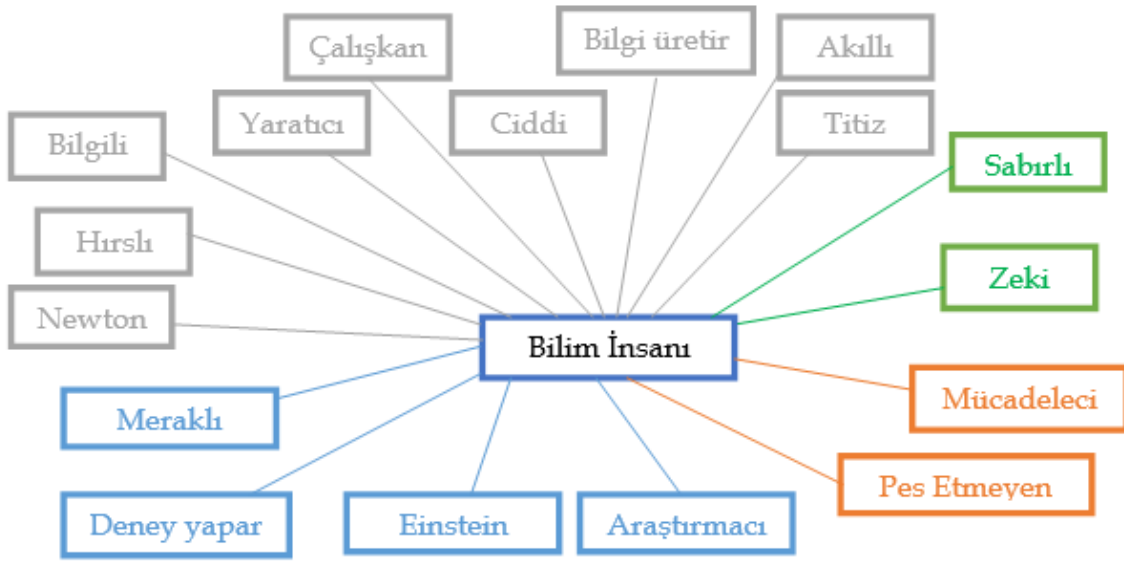 Çalışkan
Bilgi üretir
Akıllı
Yaratıcı
Ciddi
Titiz
Bilgili
Sabırlı
Hırslı
Zeki
Newton
Bilim İnsanı
Meraklı
Mücadeleci
Pes Etmeyen
Deney yapar
Einstein
Araştırmacı